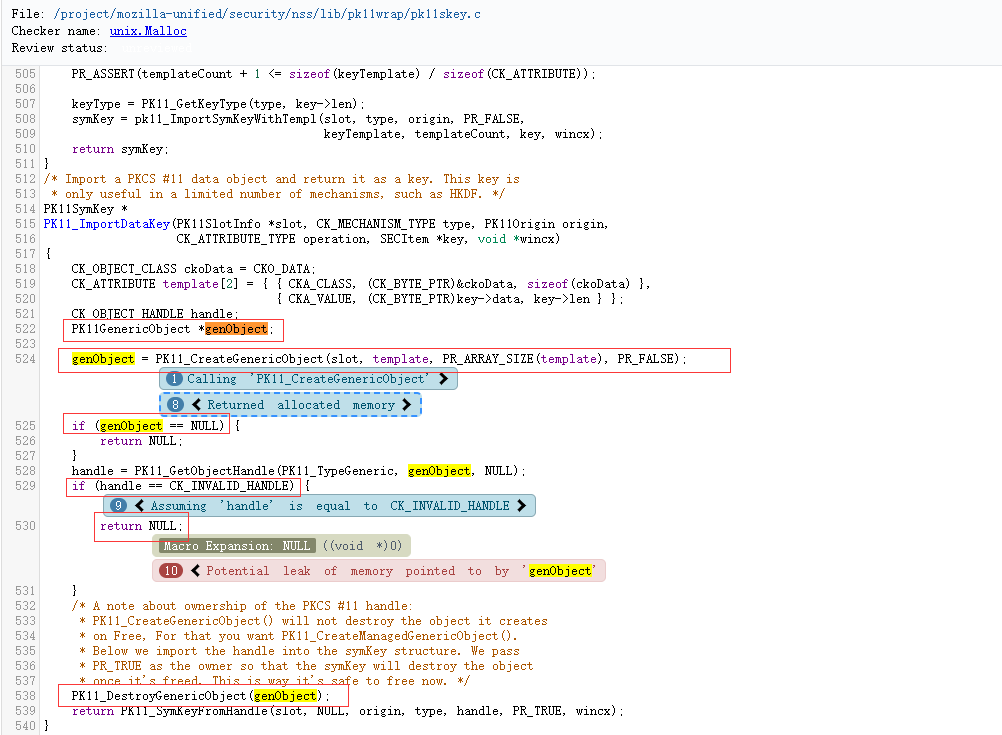 File: /project/mozilla-unified/security/nss/lib/pk11wrap/pk11skey.c
Checker name: unix.Malloc
Review status:
505 PR_ASSERT(templateCount + 1 <= sizeof(keyTemplate) / sizeof(CK_ATTRIBUTE));
506
507 keyType = PK11_GetKeyType(type, key->len);
508 symKey = pk11_ImportSymKeyWithTempl(slot, type, origin, PR_FALSE,
509 keyTemplate, templateCount, key, wincx);
510 return symKey;
511 }
512 /* Import a PKCS #11 data object and return it as a key. This key is
513 * only useful in a limited number of mechanisms, such as HKDF. */
514 PK11SymKey *
515 PK11_ImportDataKey(PK11SlotInfo *slot, CK_MECHANISM_TYPE type, PK11Origin origin,
516 CK_ATTRIBUTE_TYPE operation, SECItem *key, void *wincx)
517 {
518 CK_OBJECT_CLASS ckoData = CKO_DATA;
519 CK_ATTRIBUTE template[2] = { { CKA_CLASS, (CK_BYTE_PTR)&ckoData, sizeof(ckoData) },
520 { CKA_VALUE, (CK_BYTE_PTR)key->data, key->len } };
521 CK_OBJECT_HANDLE handle;
522 PK11GenericObject *genObject;
523
524 genObject = PK11_CreateGenericObject(slot, template, PR_ARRAY_SIZE(template), PR_FALSE);
1 Calling 'PK11_CreateGenericObject'
8 Returned allocated memory
525 if (genObject == NULL) {
526 return NULL;
527 }
528 handle = PK11_GetObjectHandle(PK11_TypeGeneric, genObject, NULL);
529 if (handle == CK_INVALID_HANDLE) {
9 Assuming 'handle' is equal to CK_INVALID_HANDLE
530 return NULL;
Macro Expansion: NULL ((void *)0)
10 Potential leak of memory pointed to by 'genObject'
531 }
532 /* A note about ownership of the PKCS #11 handle:
533 * PK11_CreateGenericObject() will not destroy the object it creates
534 * on Free, For that you want PK11_CreateManagedGenericObject().
535 * Below we import the handle into the symKey structure. We pass
536 * PR_TRUE as the owner so that the symKey will destroy the object
537 * once it's freed. This is way it's safe to free now. */
538 PK11_DestroyGenericObject(genObject);
539 return PK11_SymKeyFromHandle(slot, NULL, origin, type, handle, PR_TRUE, wincx);
540 }